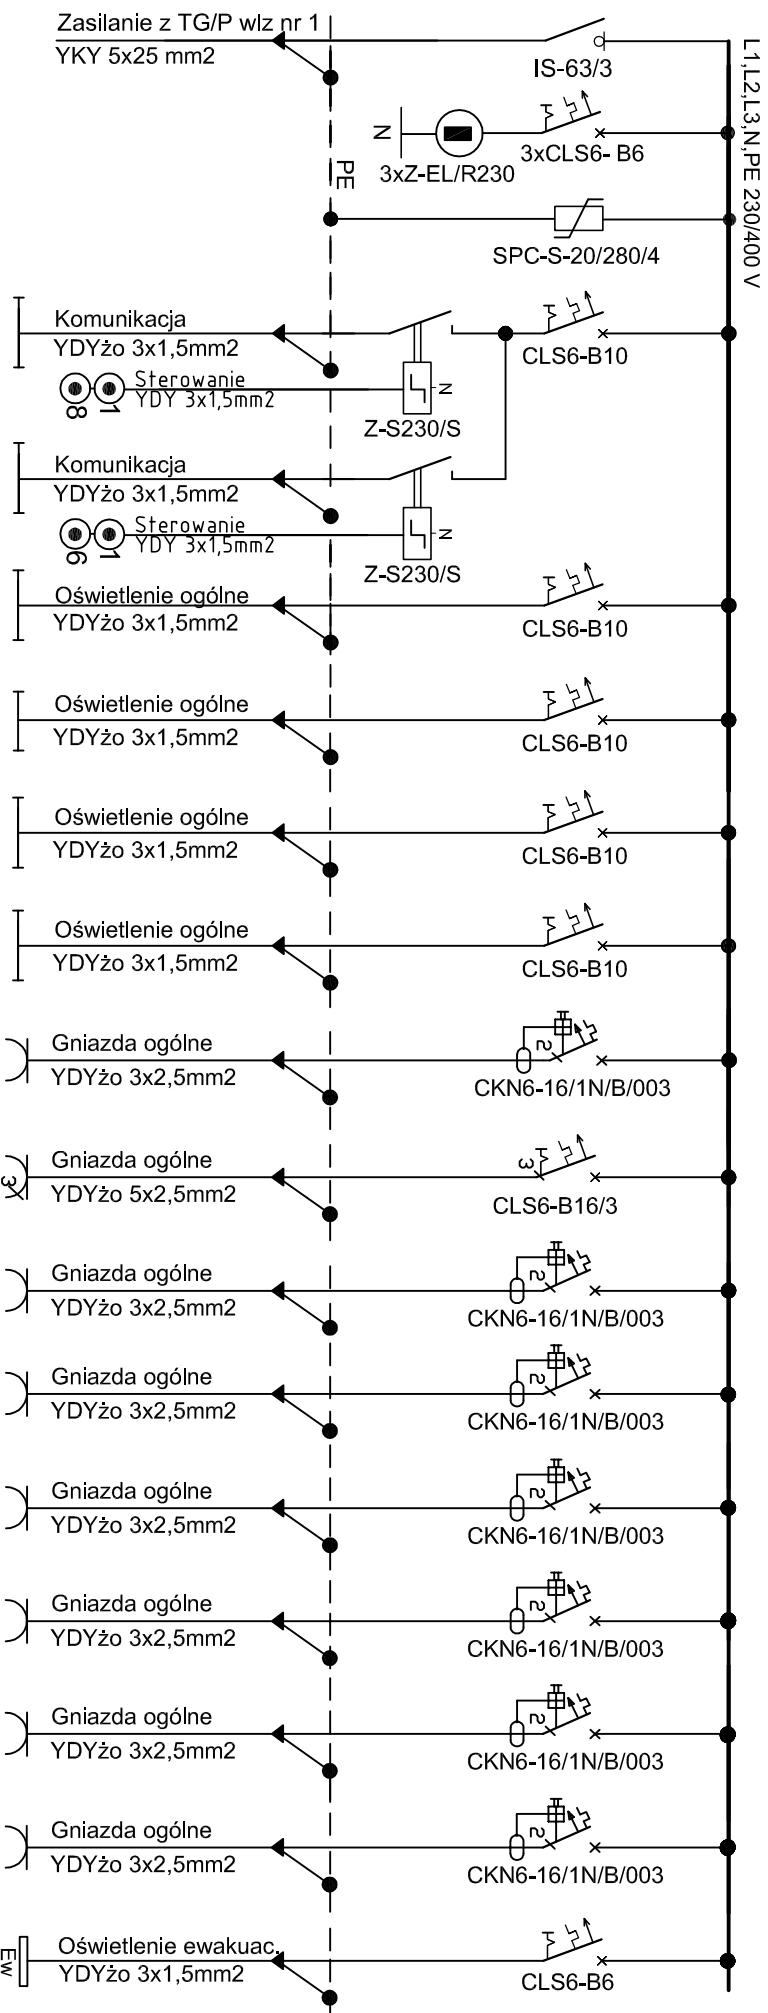 Zasilanie z TG/P wlz nr 1
YKY 5x25 mm2
IS-63/3
L1,L2,L3,N,PE 230/400 V
N
3xZ-EL/R230
3xCLS6- B6
PE
SPC-S-20/280/4
Komunikacja
YDYżo 3x1,5mm2
CLS6-B10
Sterowanie
YDY 3x1,5mm2
8
1
N
Z-S230/S
Komunikacja
YDYżo 3x1,5mm2
Sterowanie
YDY 3x1,5mm2
6
1
N
Z-S230/S
Oświetlenie ogólne
YDYżo 3x1,5mm2
CLS6-B10
Oświetlenie ogólne
YDYżo 3x1,5mm2
CLS6-B10
Oświetlenie ogólne
YDYżo 3x1,5mm2
CLS6-B10
Oświetlenie ogólne
YDYżo 3x1,5mm2
CLS6-B10
Gniazda ogólne
YDYżo 3x2,5mm2
2
CKN6-16/1N/B/003
Gniazda ogólne
YDYżo 5x2,5mm2
3
3
CLS6-B16/3
Gniazda ogólne
YDYżo 3x2,5mm2
2
CKN6-16/1N/B/003
Gniazda ogólne
YDYżo 3x2,5mm2
2
CKN6-16/1N/B/003
Gniazda ogólne
YDYżo 3x2,5mm2
2
CKN6-16/1N/B/003
Gniazda ogólne
YDYżo 3x2,5mm2
2
CKN6-16/1N/B/003
Gniazda ogólne
YDYżo 3x2,5mm2
2
CKN6-16/1N/B/003
Gniazda ogólne
YDYżo 3x2,5mm2
2
CKN6-16/1N/B/003
Oświetlenie ewakuac.
YDYżo 3x1,5mm2
Ew
CLS6-B6